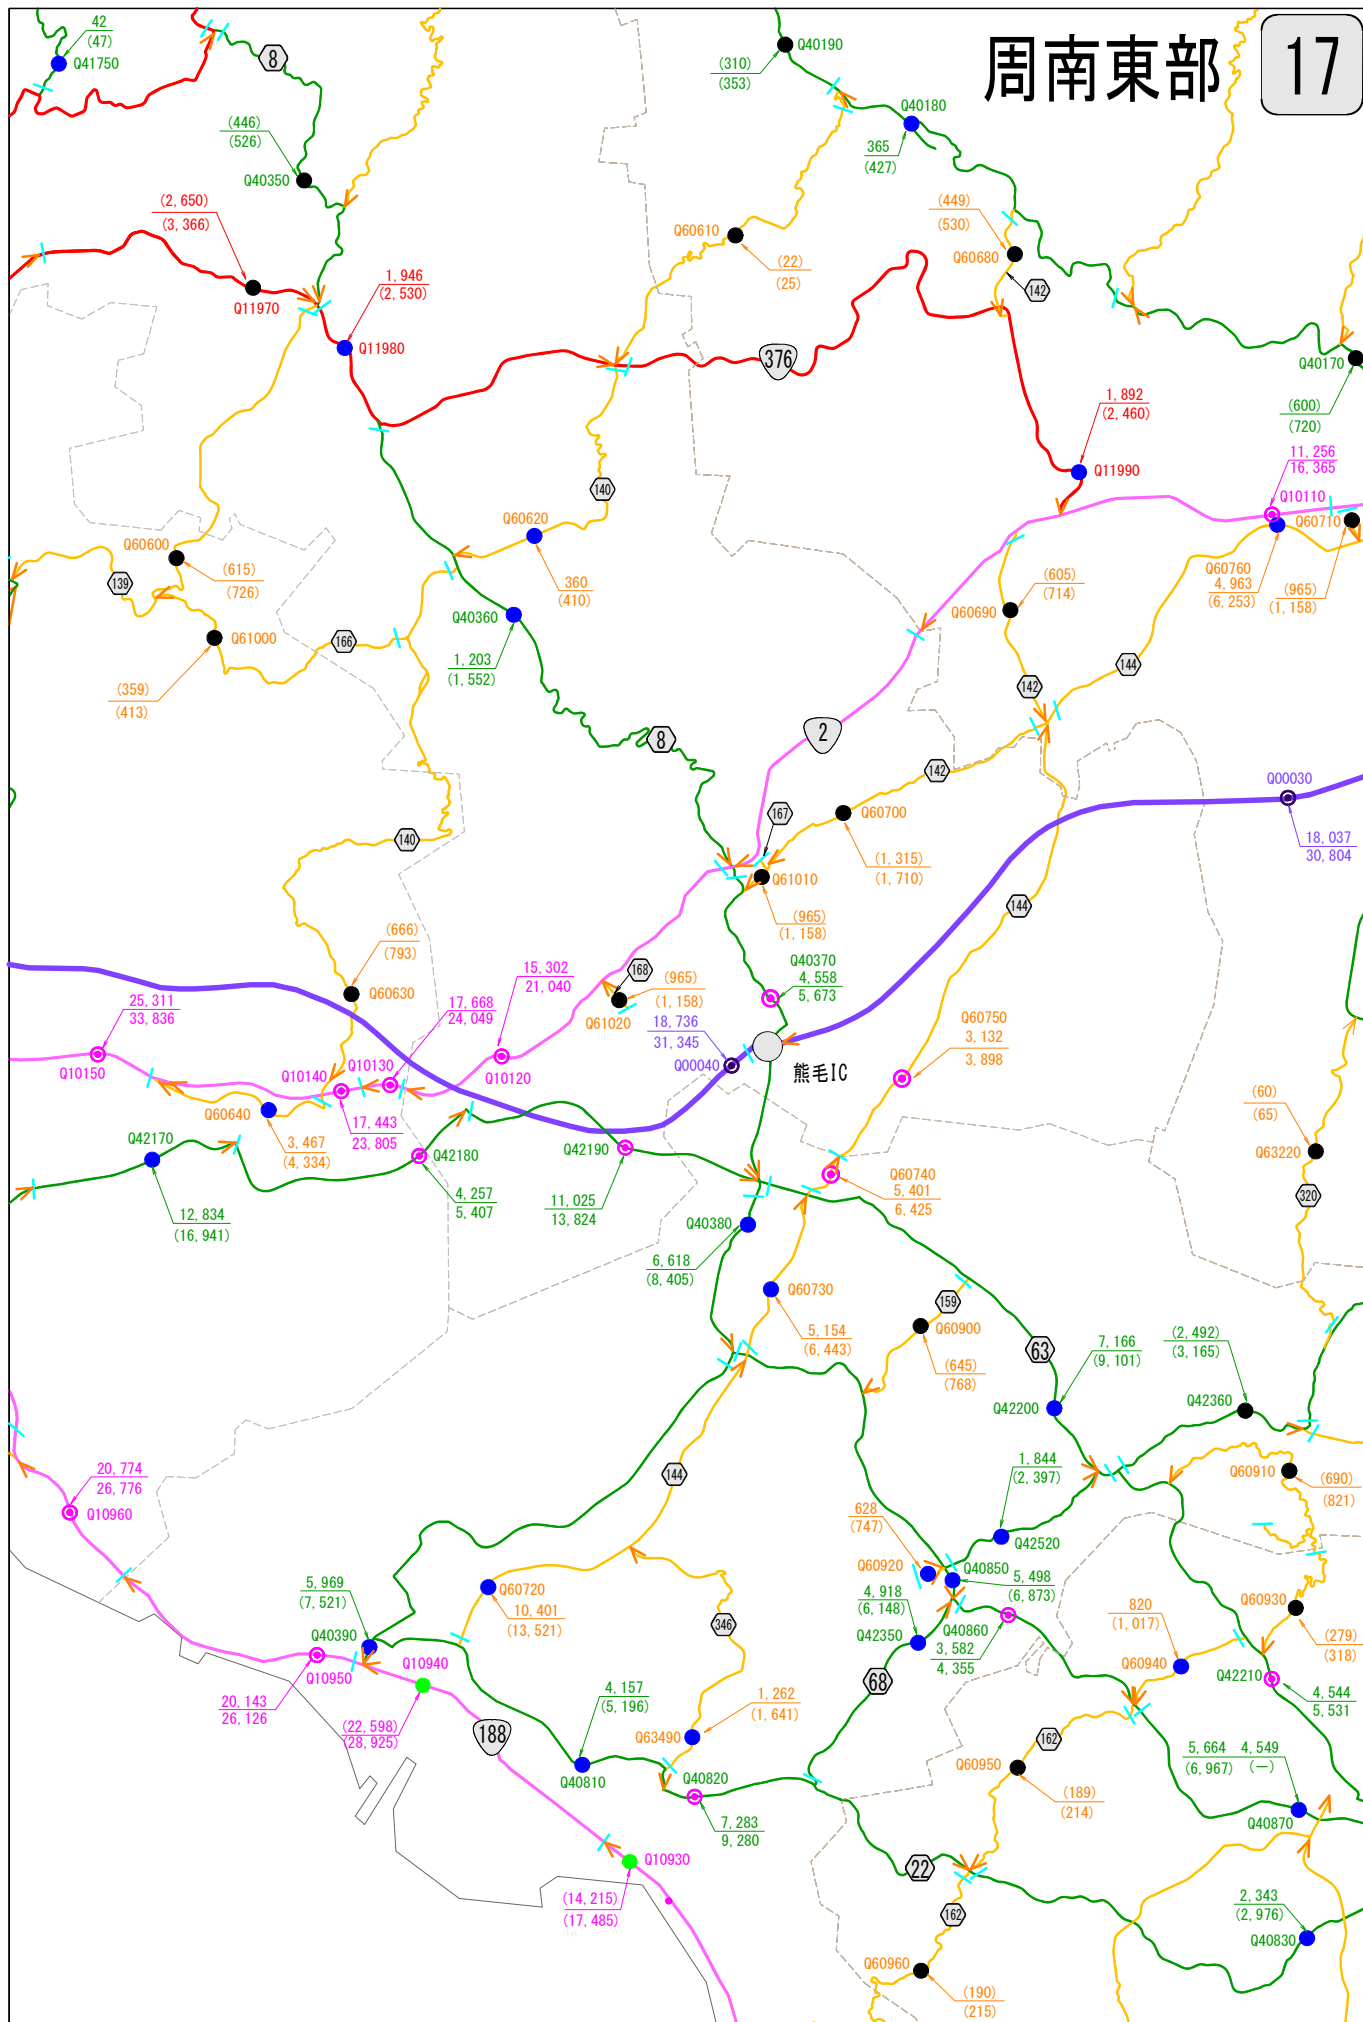 周南東部 17
42
(47)
Q41750
8
(446)
(526)
Q40350
(310)
(353)
Q40190
Q40180
365
(427)
(2,650)
(3,366)
Q11970
1,946
(2,530)
Q11980
Q60610
(22)
(25)
(449)
(530)
Q60680
142
376
Q40170
(600)
(720)
1,892
(2,460)
Q11990
11,256
16,365
Q10110
Q60710
(965)
(1,158)
Q60760
4,963
(6,253)
140
Q60620
360
(410)
Q60600
(615)
(726)
139
Q61000
(359)
(413)
166
Q40360
1,203
(1,552)
(605)
(714)
Q60690
144
142
8
2
142
Q00030
18,037
30,804
167
Q60700
(1,315)
(1,710)
140
Q61010
(965)
(1,158)
144
(666)
(793)
Q60630
15,302
21,040
Q10120
168
(965)
(1,158)
Q61020
Q40370
4,558
5,673
25,311
33,836
Q10150
17,668
24,049
Q10130
Q10140
17,443
23,805
18,736
31,345
Q00040
熊毛IC
Q60750
3,132
3,898
Q60640
3,467
(4,334)
(60)
(65)
Q63220
320
Q42170
12,834
(16,941)
Q42180
4,257
5,407
Q42190
11,025
13,824
Q60740
5,401
6,425
Q40380
6,618
(8,405)
Q60730
5,154
(6,443)
159
Q60900
(645)
(768)
63
7,166
(9,101)
Q42200
(2,492)
(3,165)
Q42360
144
20,774
26,776
Q10960
1,844
(2,397)
Q42520
Q60910
(690)
(821)
628
(747)
Q60920
Q40850
5,498
(6,873)
5,969
(7,521)
Q40390
Q60720
10,401
(13,521)
346
4,918
(6,148)
Q42350
Q40860
3,582
4,355
820
(1,017)
Q60940
Q60930
(279)
(318)
Q10950
20,143
26,126
Q10940
(22,598)
(28,925)
68
Q42210
4,544
5,531
188
4,157
(5,196)
Q40810
1,262
(1,641)
Q63490
Q40820
7,283
9,280
162
Q60950
(189)
(214)
5,664 4,549
(6,967) (―)
Q40870
Q10930
(14,215)
(17,485)
22
162
2,343
(2,976)
Q40830
Q60960
(190)
(215)